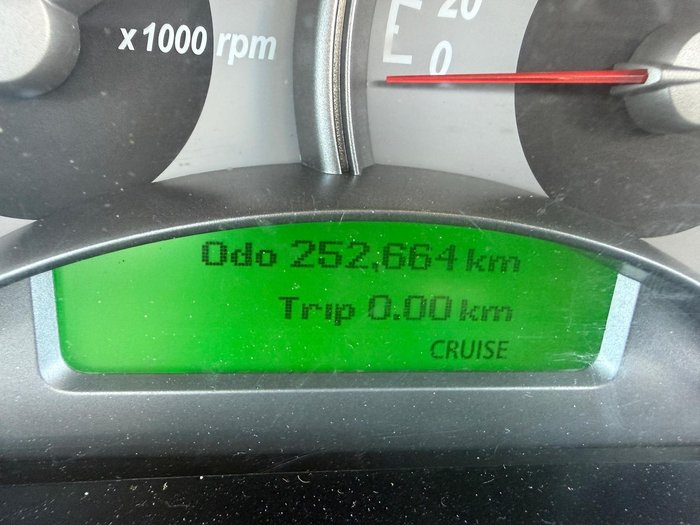 x1000 rpm
20
E
0
Odo 252,664 km
Trip 0.00 km
CRUISE